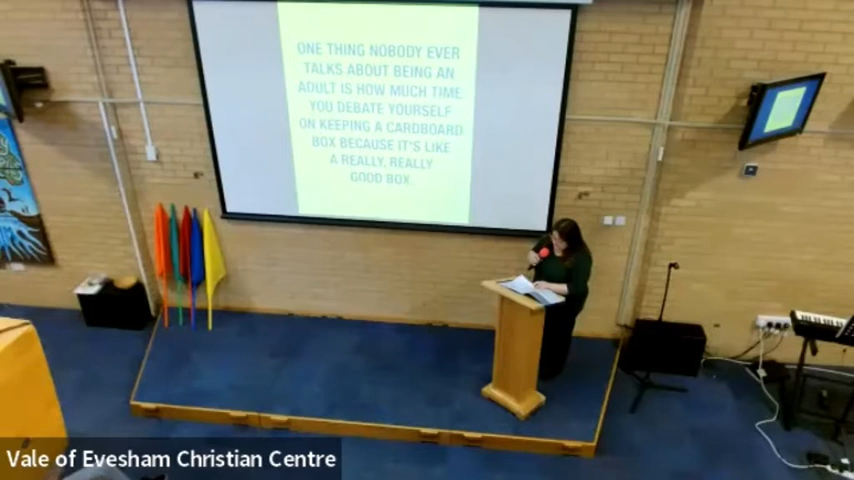 ONE THING NOBODY EVER
TALKS ABOUT BEING AN
ADULT IS HOW MUCH TIME
YOU DEBATE YOURSELF
ON KEEPING A CARDBOARD
BOX BECAUSE IT'S LIKE
A REALLY, REALLY
GOOD BOX.
Vale of Evesham Christian Centre